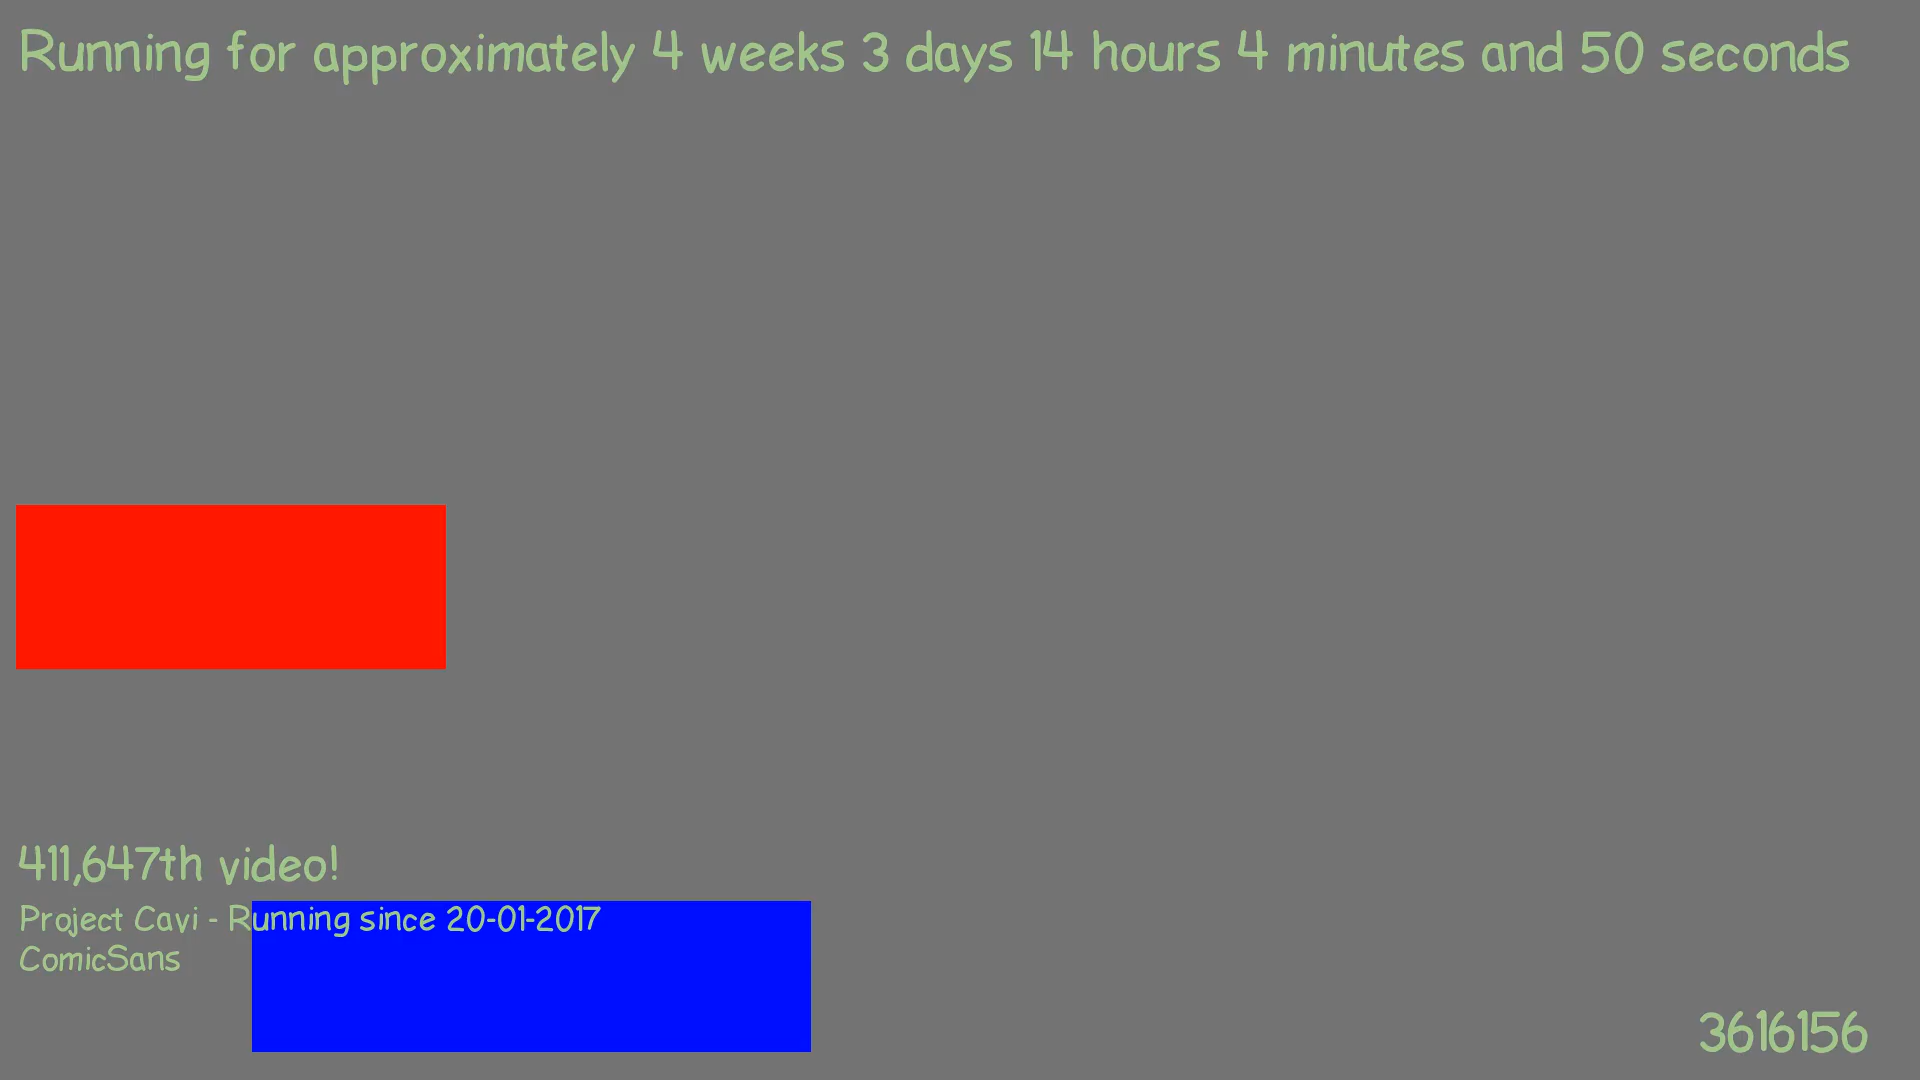 Running for approximately 4 weeks 3 days 14 hours 4 minutes and 50 seconds
411,647th video!
Project Cavi - Running since 20-01-2017
ComicSans
3616156